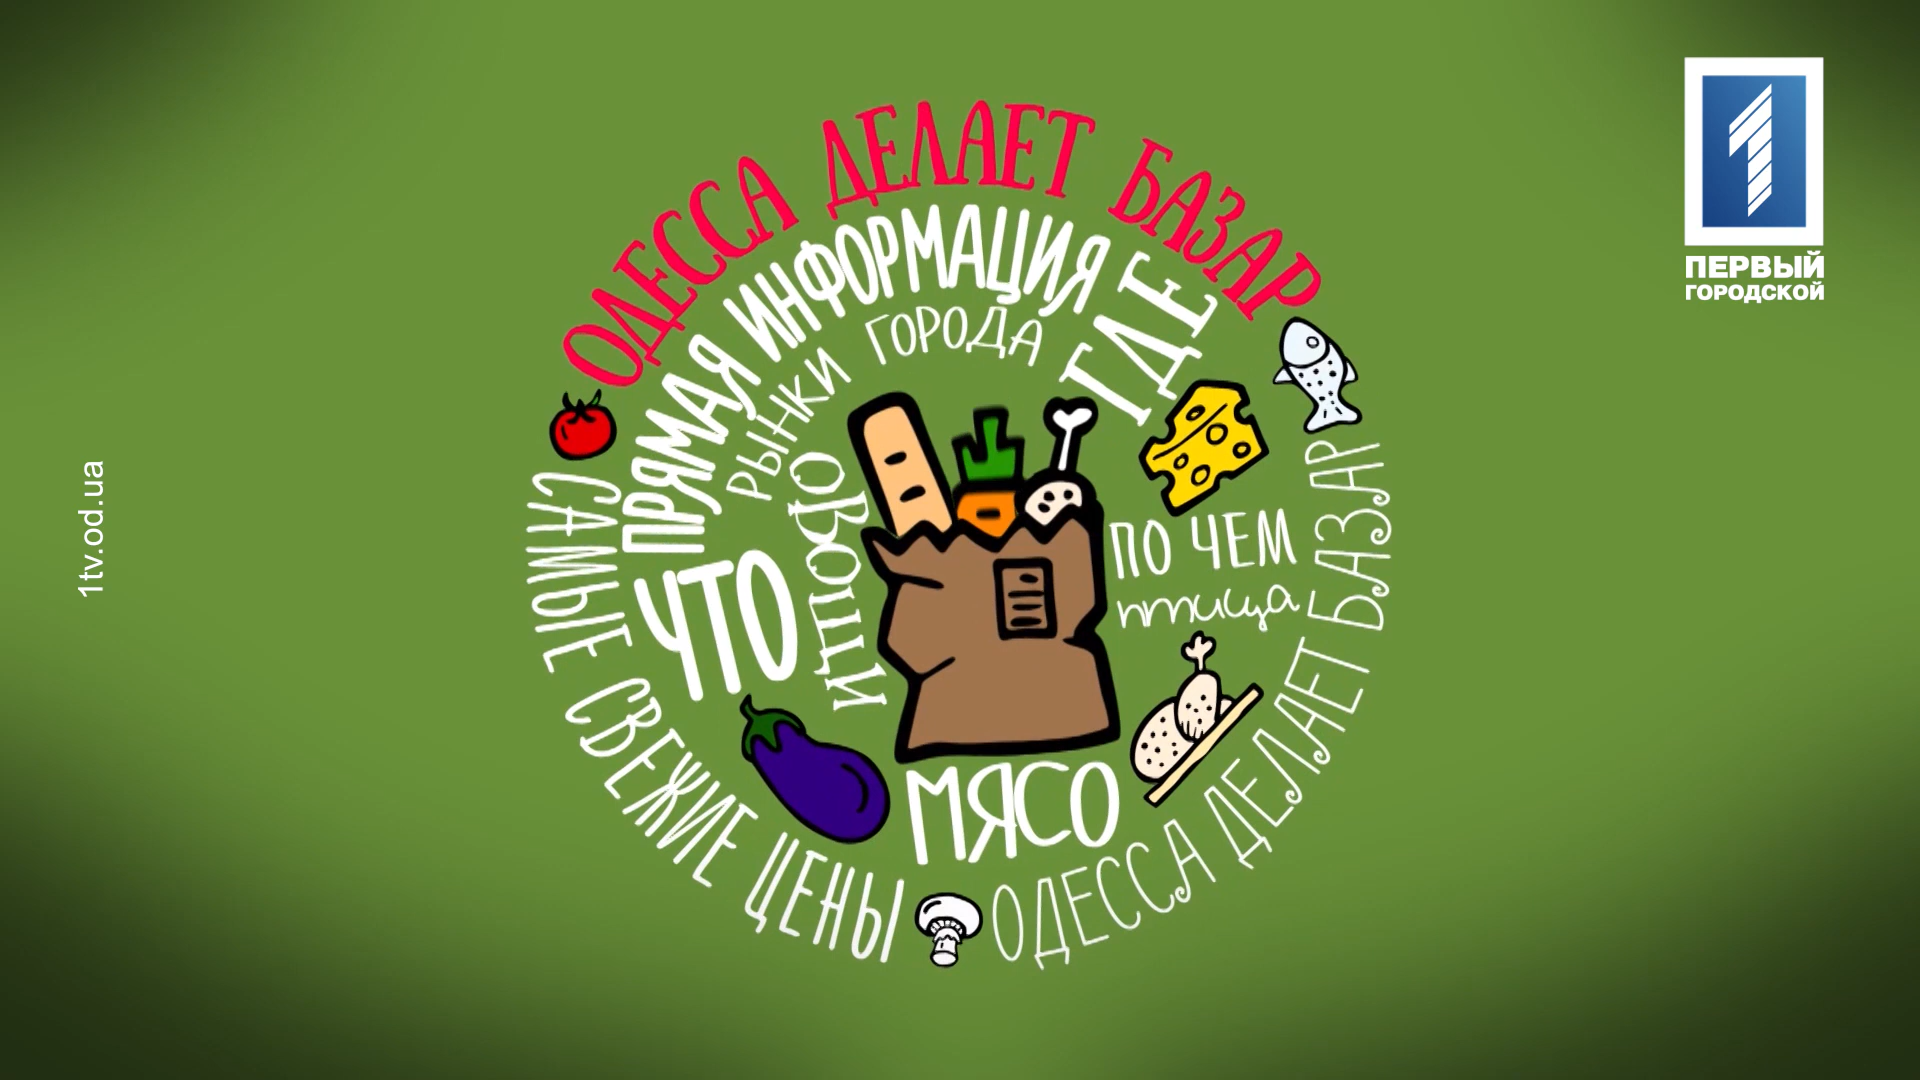 ОДЕССА ДЕЛАЕТ БАЗАР
ПРЯМАЯ ИНФОРМАЦИЯ
РЫНКИ ГОРОДА
ГДЕ
ОВОЩИ
ЧТО
ПО ЧЕМ
птица
МЯСО
САМЫЕ СВЕЖИЕ ЦЕНЫ
ОДЕССА ДЕЛАЕТ БАЗАР
1
ПЕРВЫЙ
ГОРОДСКОЙ
1tv.od.ua